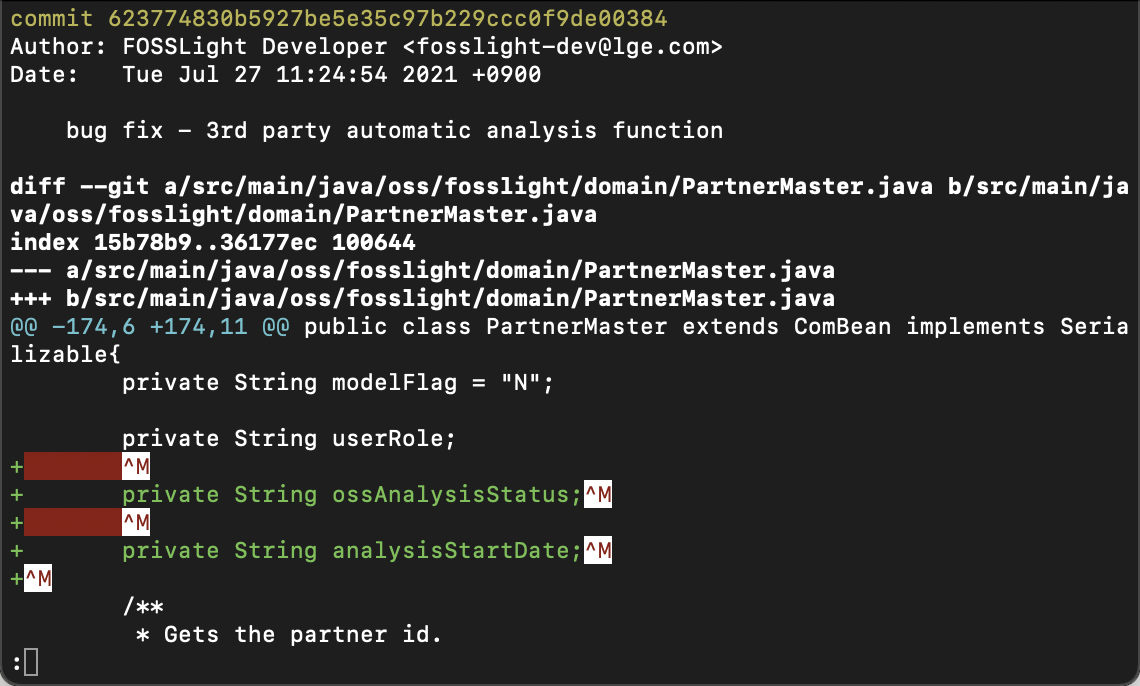 commit 623774830b5927be5e35c97b229ccc0f9de00384
Author: FOSSLight Developer <fosslight-dev@lge.com>
Date:   Tue Jul 27 11:24:54 2021 +0900

    bug fix - 3rd party automatic analysis function

diff --git a/src/main/java/oss/fosslight/domain/PartnerMaster.java b/src/main/ja
va/oss/fosslight/domain/PartnerMaster.java
index 15b78b9..36177ec 100644
--- a/src/main/java/oss/fosslight/domain/PartnerMaster.java
+++ b/src/main/java/oss/fosslight/domain/PartnerMaster.java
@@ -174,6 +174,11 @@ public class PartnerMaster extends ComBean implements Seria
lizable{
        private String modelFlag = "N";

        private String userRole;
+       ^M
+       private String ossAnalysisStatus;^M
+       ^M
+       private String analysisStartDate;^M
+^M
        /**
         * Gets the partner id.
: